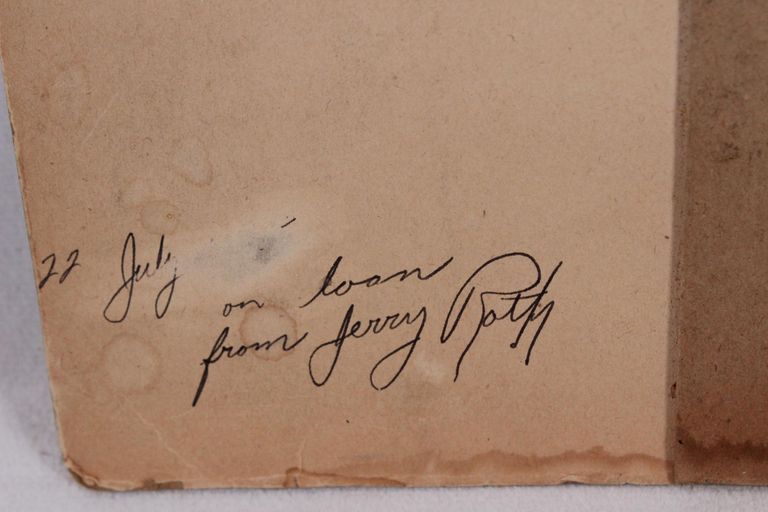 22 July
on loan
from Jerry Roth